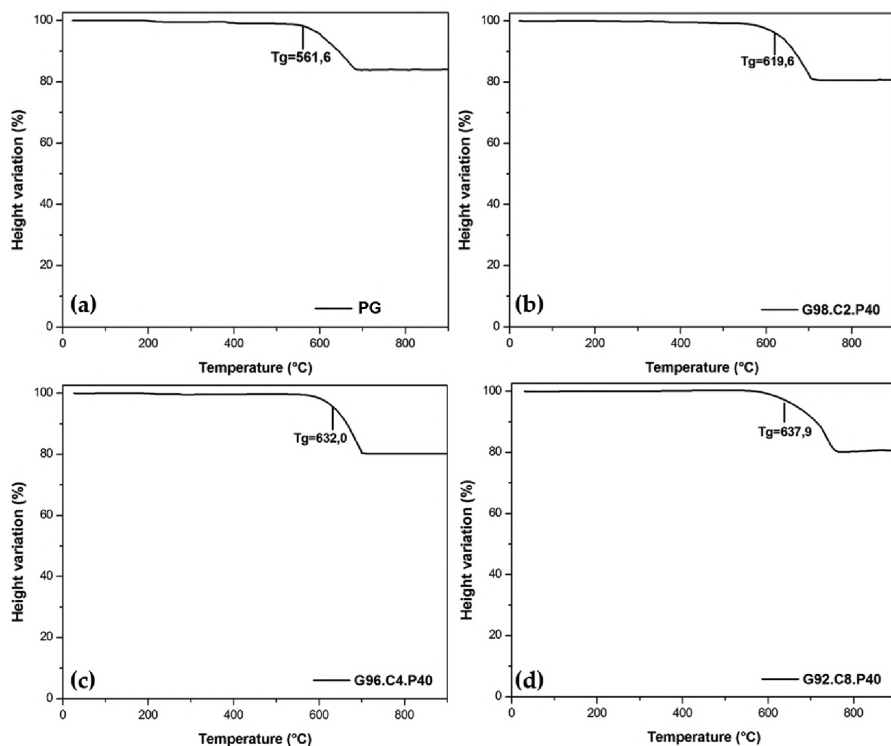 100
80
60
40
20
0
Height variation (%)
Tg=561,6
(a)
PG
0 200 400 600 800
Temperature (°C)
100
80
60
40
20
0
Height variation (%)
Tg=619,6
(b)
G98.C2.P40
0 200 400 600 800
Temperature (°C)
100
80
60
40
20
0
Height variation (%)
Tg=632,0
(c)
G96.C4.P40
0 200 400 600 800
Temperature (°C)
100
80
60
40
20
0
Height variation (%)
Tg=637,9
(d)
G92.C8.P40
0 200 400 600 800
Temperature (°C)